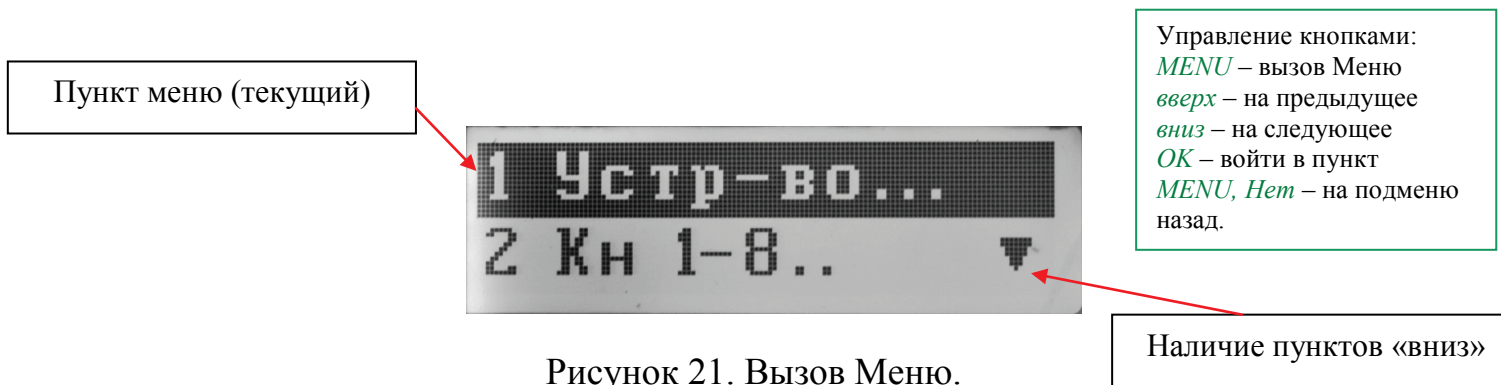 Пункт меню (текущий)
1 Устр-во...
2 Кн 1-8..
Управление кнопками:
MENU – вызов Меню
вверх – на предыдущее
вниз – на следующее
OK – войти в пункт
MENU, Нет – на подменю
назад.
Наличие пунктов «вниз»
Рисунок 21. Вызов Меню.